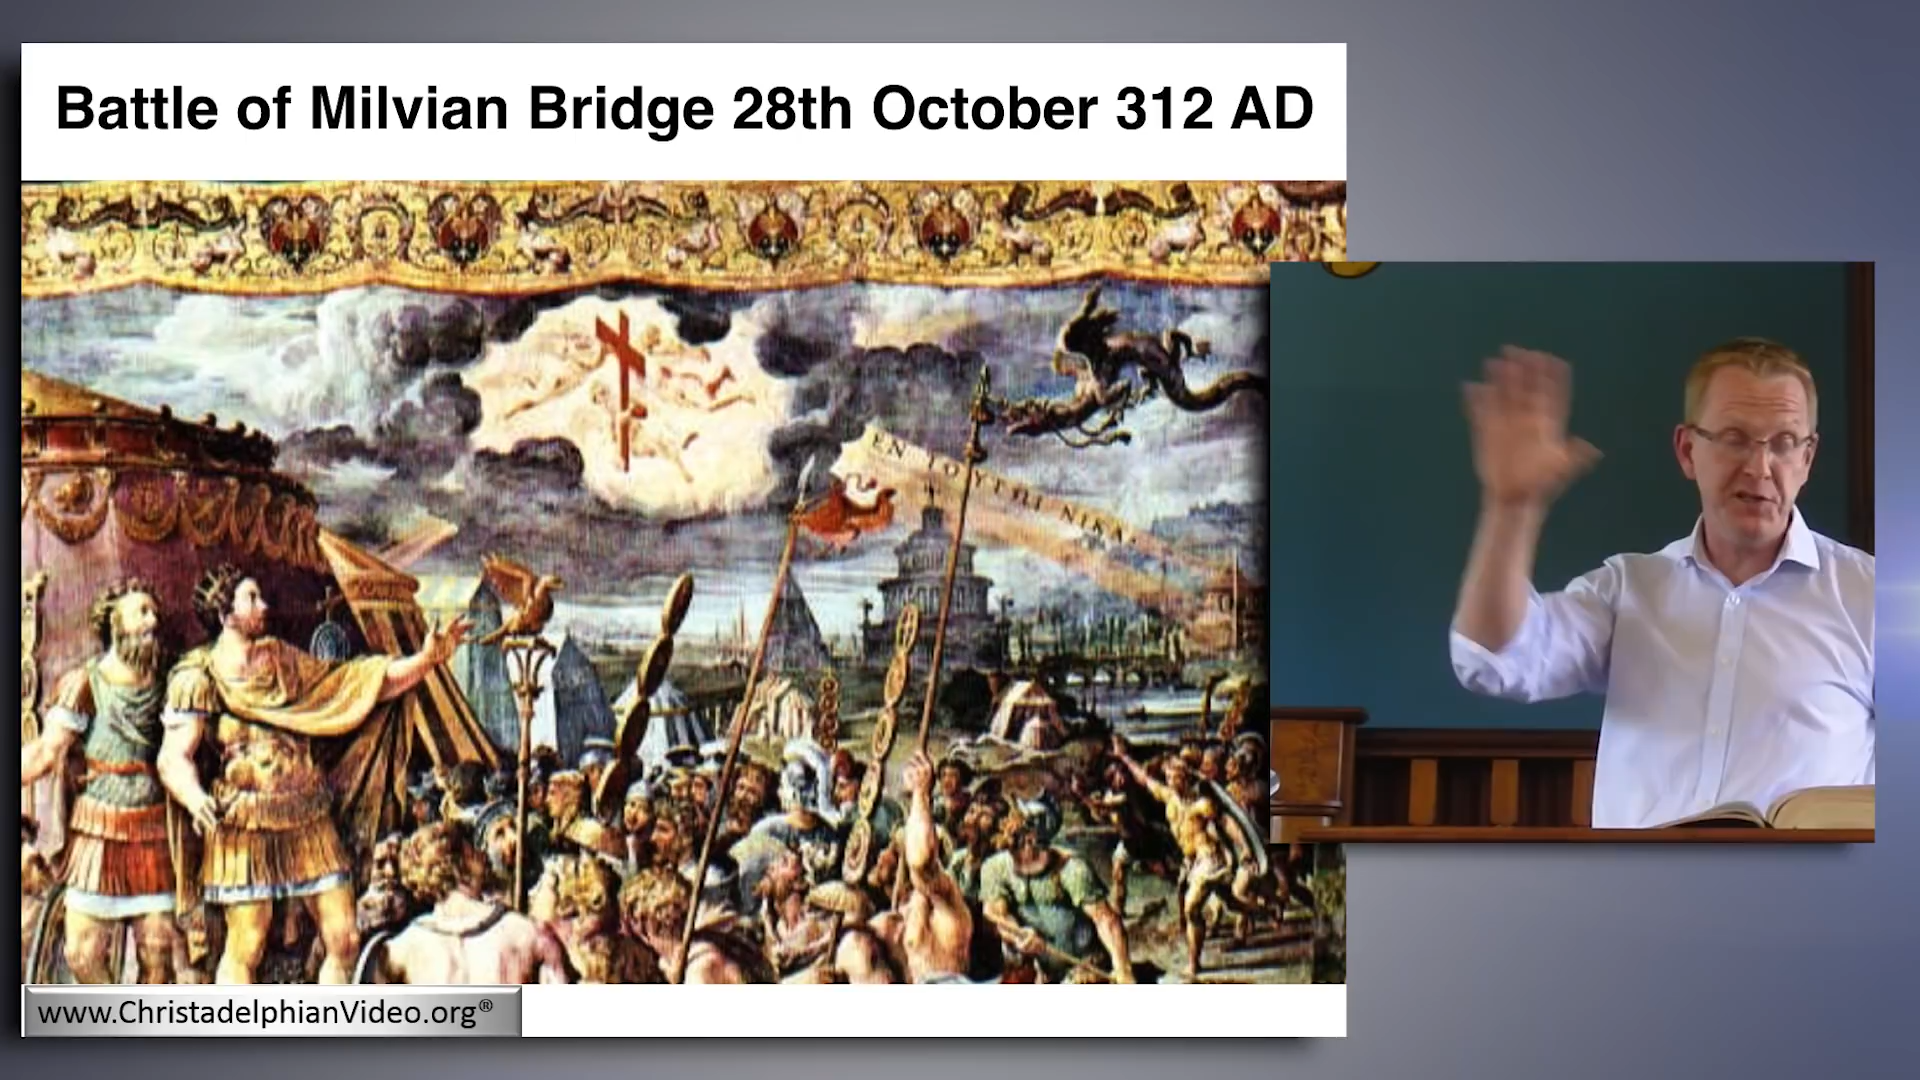 Battle of Milvian Bridge 28th October 312 AD
EN TOYTΩI NIKA
www.ChristadelphianVideo.org®